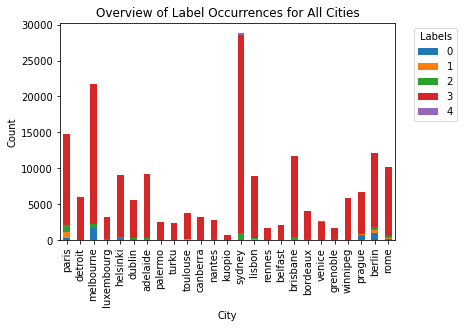 Overview of Label Occurrences for All Cities
Labels
0
1
2
3
4
Count
30000
25000
20000
15000
10000
5000
0
paris
detroit
melbourne
luxembourg
helsinki
dublin
adelaide
palermo
turku
toulouse
canberra
nantes
kuopio
sydney
lisbon
rennes
belfast
brisbane
bordeaux
venice
grenoble
winnipeg
prague
berlin
rome
City